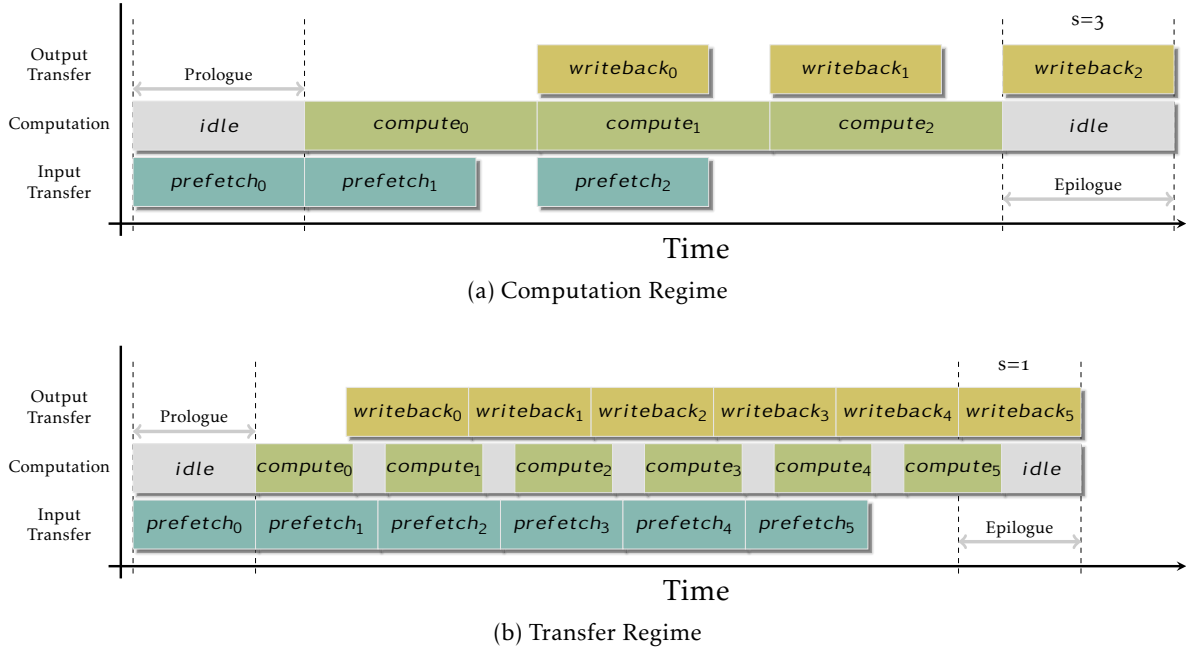 s=3
Output
Transfer
Prologue
writeback₀ writeback₁ writeback₂
Computation
idle compute₀ compute₁ compute₂ idle
Input
Transfer
prefetch₀ prefetch₁ prefetch₂
Epilogue
Time
(a) Computation Regime
s=1
Output
Transfer
Prologue
writeback₀ writeback₁ writeback₂ writeback₃ writeback₄ writeback₅
Computation
idle compute₀ compute₁ compute₂ compute₃ compute₄ compute₅ idle
Input
Transfer
prefetch₀ prefetch₁ prefetch₂ prefetch₃ prefetch₄ prefetch₅
Epilogue
Time
(b) Transfer Regime